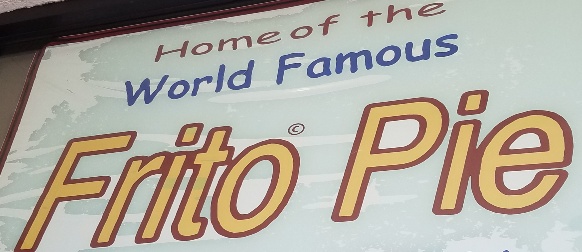 Home of the
World Famous
Frito© Pie